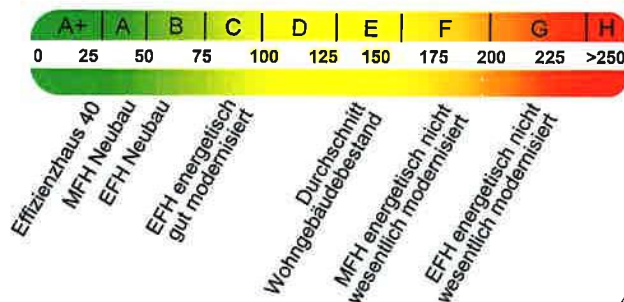 A+ A B C D E F G H
0 25 50 75 100 125 150 175 200 225 >250
Effizienzhaus 40
MFH Neubau
EFH Neubau
EFH energetisch
gut modernisiert
Durchschnitt
Wohngebäudebestand
MFH energetisch nicht
wesentlich modernisiert
EFH energetisch nicht
wesentlich modernisiert